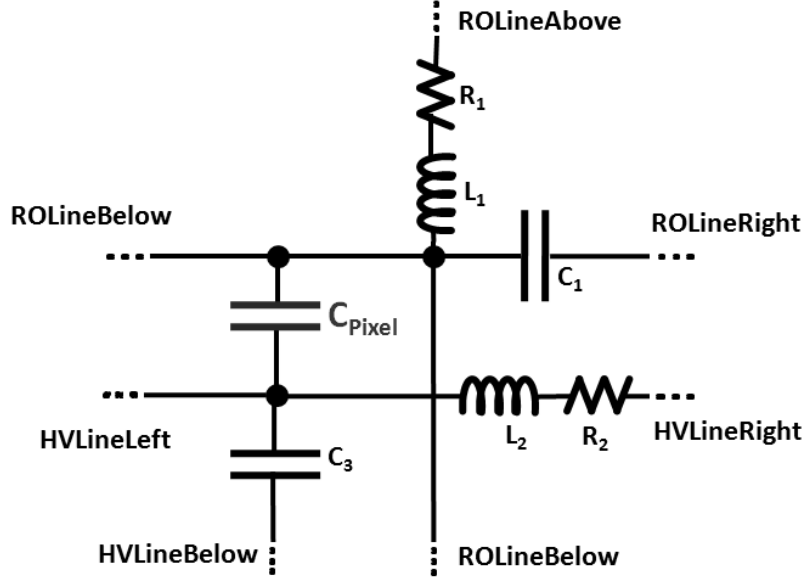 ROLineAbove
R1
L1
ROLineBelow
ROLineRight
C1
CPixel
HVLineLeft
L2
R2
HVLineRight
C3
HVLineBelow
ROLineBelow